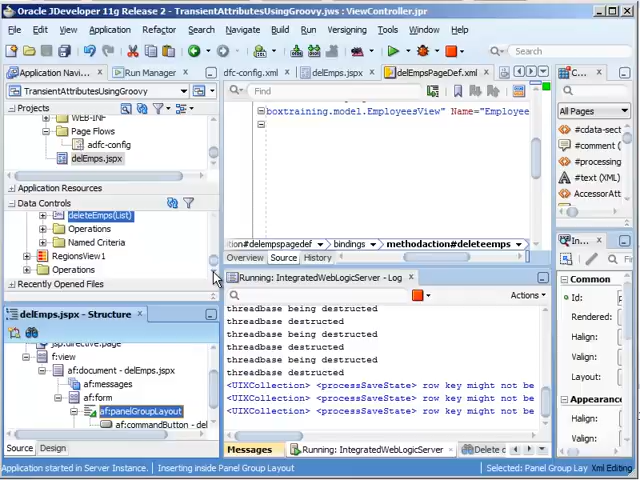 Oracle JDeveloper 11g Release 2 - TransientAttributesUsingGroovy.jws : ViewController.jpr
File Edit View Application Refactor Search Navigate Build Run Versioning Tools Window Help
Search
Application Navi...
Run Manager
dfc-config.xml
delEmps.jspx
delEmpsPageDef.xml
C...
TransientAttributesUsingGroovy
Projects
WEB-INF
Page Flows
adfc-config
delEmps.jspx
Application Resources
Data Controls
deleteEmps(List)
Operations
Named Criteria
RegionsView1
Operations
Recently Opened Files
Find
boxtraining.model.EmployeesView" Name="Employee
tion#delempspagedef
bindings
methodaction#deleteemps
Overview Source History
All Pages
#cdata-sect
#comment (
#processing
#text (XML)
AccessorAtt
In...
Common
Id:
Rendered:
Halign:
Valign:
Layout:
Appearance
Halign:
Valign:
delEmps.jspx - Structure
jsp:directive.page
f:view
af:document - delEmps.jspx
af:messages
af:form
af:panelGroupLayout
af:commandButton - del
Source Design
Running: IntegratedWebLogicServer - Log
Actions
threadbase being destructed
threadbase destructed
threadbase being destructed
threadbase destructed
threadbase being destructed
threadbase destructed
<UIXCollection> <processSaveState> row key might not be
<UIXCollection> <processSaveState> row key might not be
<UIXCollection> <processSaveState> row key might not be
Messages
Running: IntegratedWebLogicServer
Delete c
Application started in Server Instance.
Inserting inside Panel Group Layout
Selected: Panel Group Lay
Xml Editing